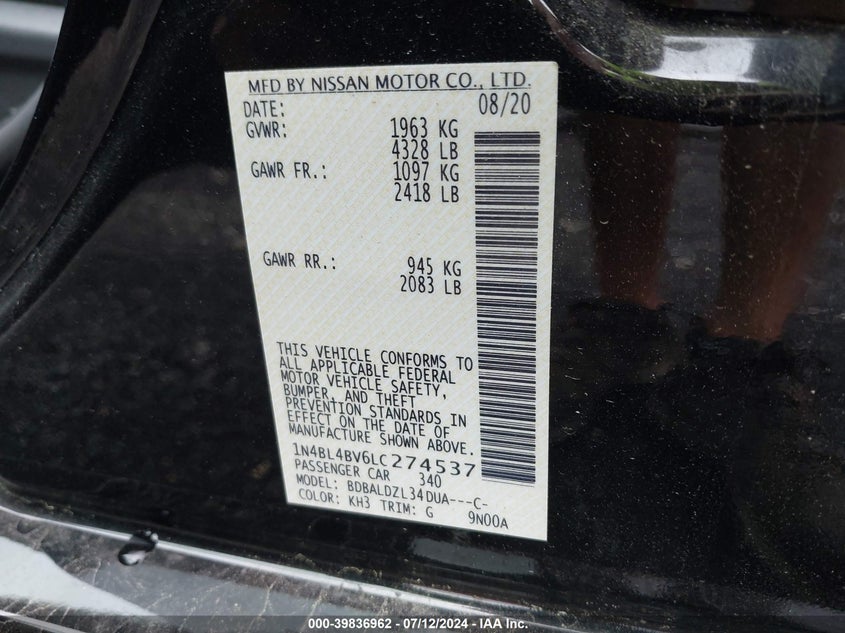 MFD BY NISSAN MOTOR CO., LTD.
DATE: 08/20
GVWR: 1963 KG
4328 LB
GAWR FR.: 1097 KG
2418 LB
GAWR RR.: 945 KG
2083 LB
THIS VEHICLE CONFORMS TO
ALL APPLICABLE FEDERAL
MOTOR VEHICLE SAFETY,
BUMPER, AND THEFT
PREVENTION STANDARDS IN
EFFECT ON THE DATE OF
MANUFACTURE SHOWN ABOVE.
1N4BL4BV6LC274537
PASSENGER CAR 340
MODEL: BDBALDZL34DUA---C-
COLOR: KH3 TRIM: G 9N00A
000-39836962 - 07/12/2024 - IAA Inc.